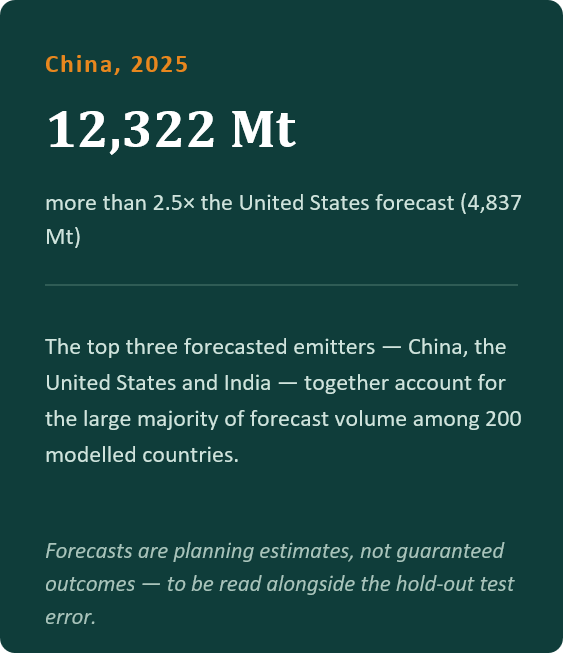 China, 2025
12,322 Mt
more than 2.5× the United States forecast (4,837
Mt)
The top three forecasted emitters — China, the
United States and India — together account for
the large majority of forecast volume among 200
modelled countries.
Forecasts are planning estimates, not guaranteed
outcomes — to be read alongside the hold-out test
error.